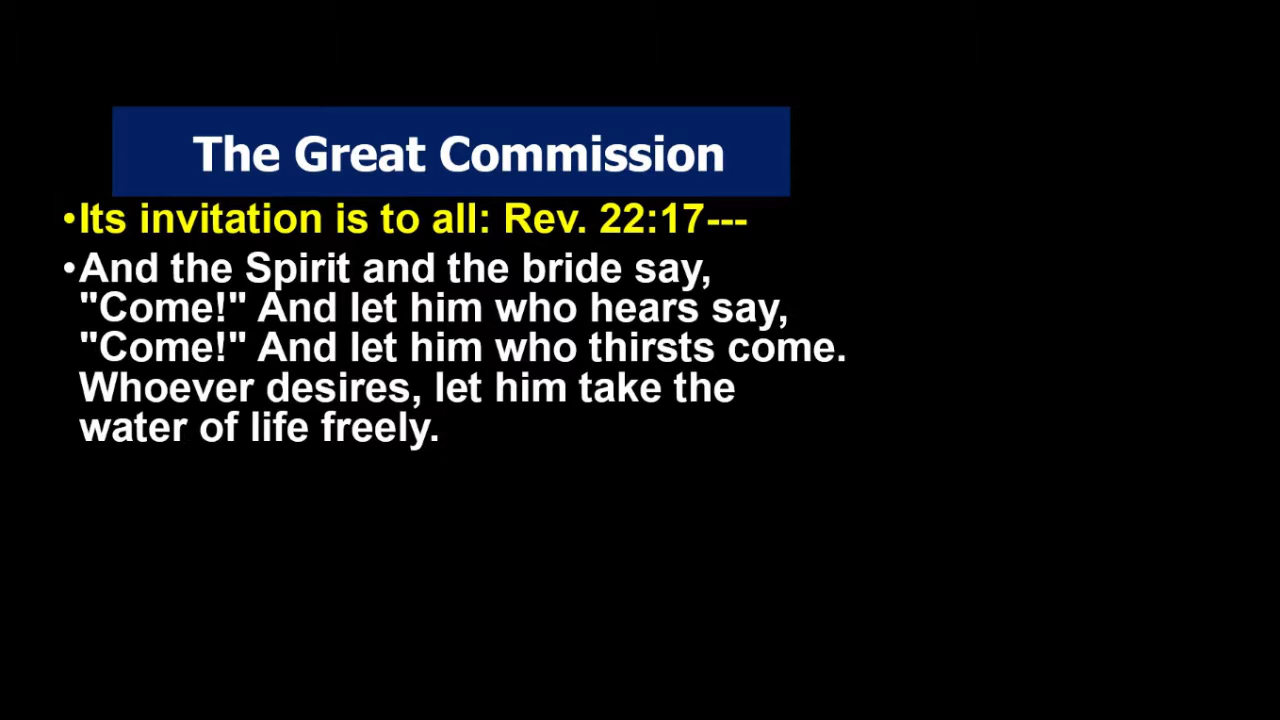 The Great Commission
•Its invitation is to all: Rev. 22:17---
•And the Spirit and the bride say,
"Come!" And let him who hears say,
"Come!" And let him who thirsts come.
Whoever desires, let him take the
water of life freely.